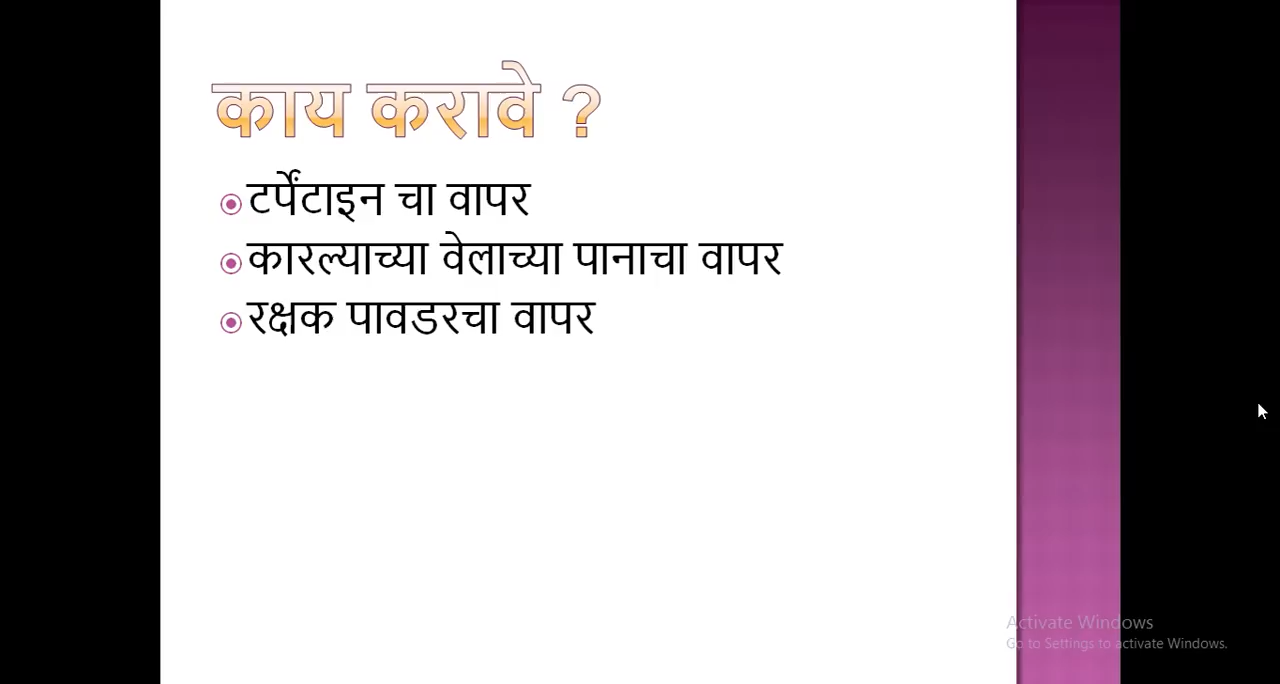 काय करावे ?
टर्पेंटाइन चा वापर
कारल्याच्या वेलाच्या पानाचा वापर
रक्षक पावडरचा वापर
Activate Windows
Go to Settings to activate Windows.